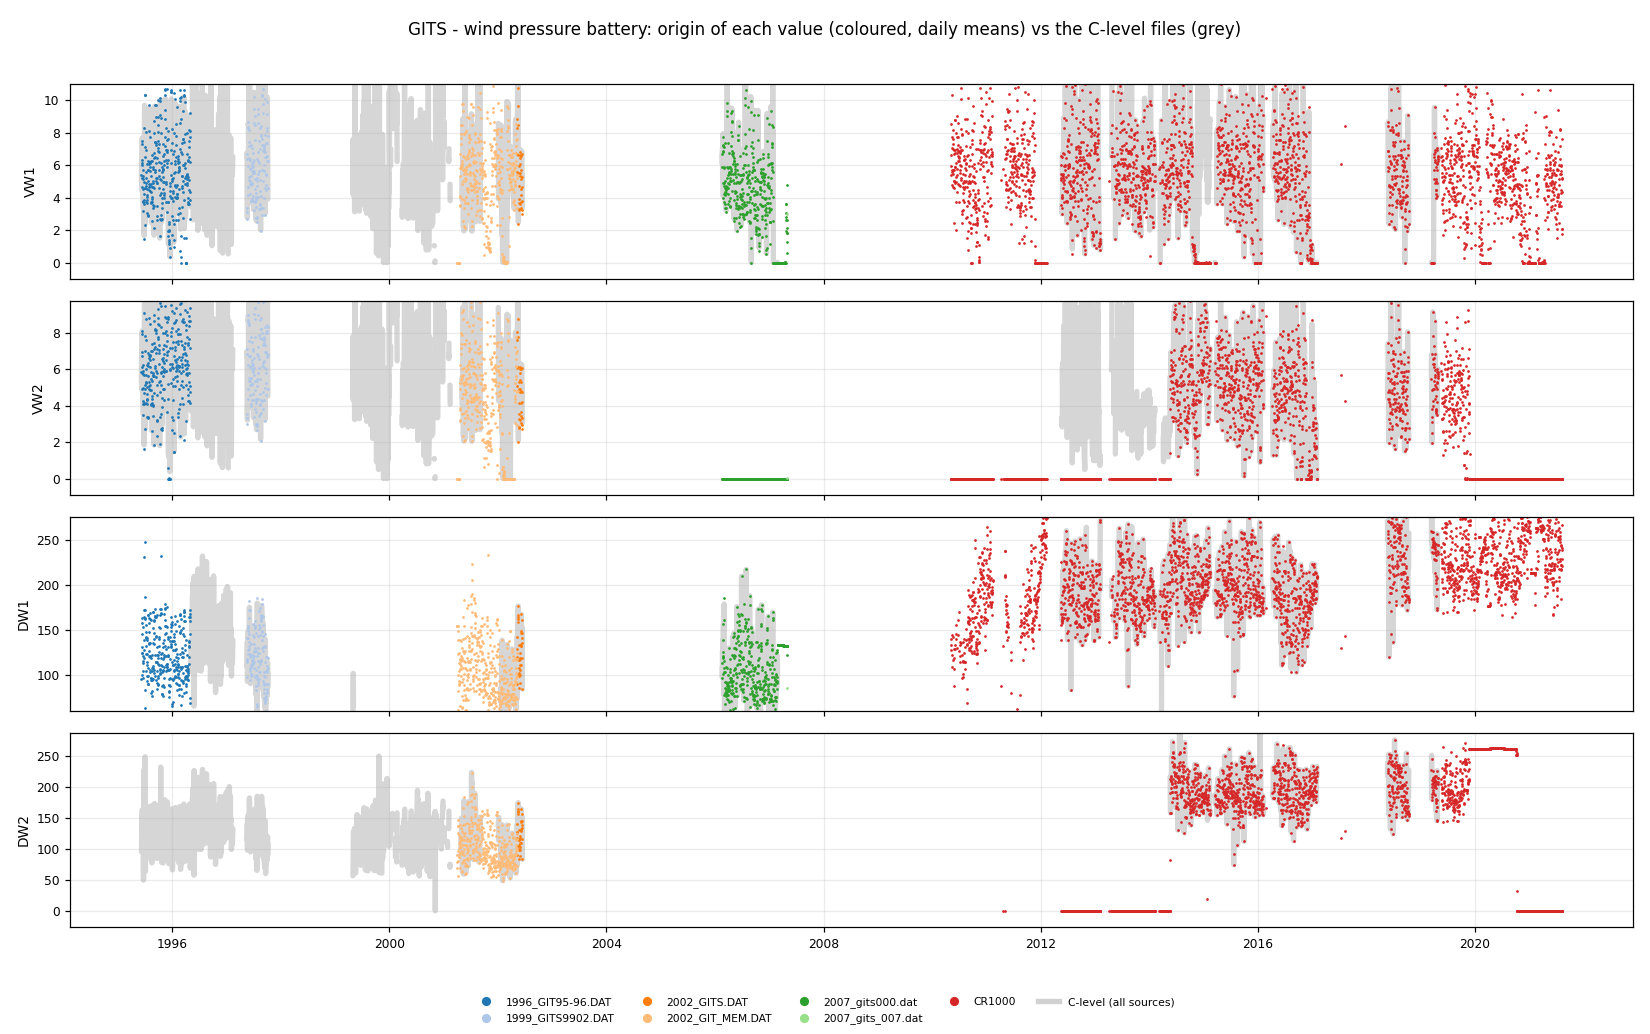 GITS - wind pressure battery: origin of each value (coloured, daily means) vs the C-level files (grey)
VW1
10
8
6
4
2
0
VW2
8
6
4
2
0
DW1
250
200
150
100
DW2
250
200
150
100
50
0
1996
2000
2004
2008
2012
2016
2020
1996_GIT95-96.DAT
2002_GITS.DAT
2007_gits000.dat
CR1000
C-level (all sources)
1999_GITS9902.DAT
2002_GIT_MEM.DAT
2007_gits_007.dat